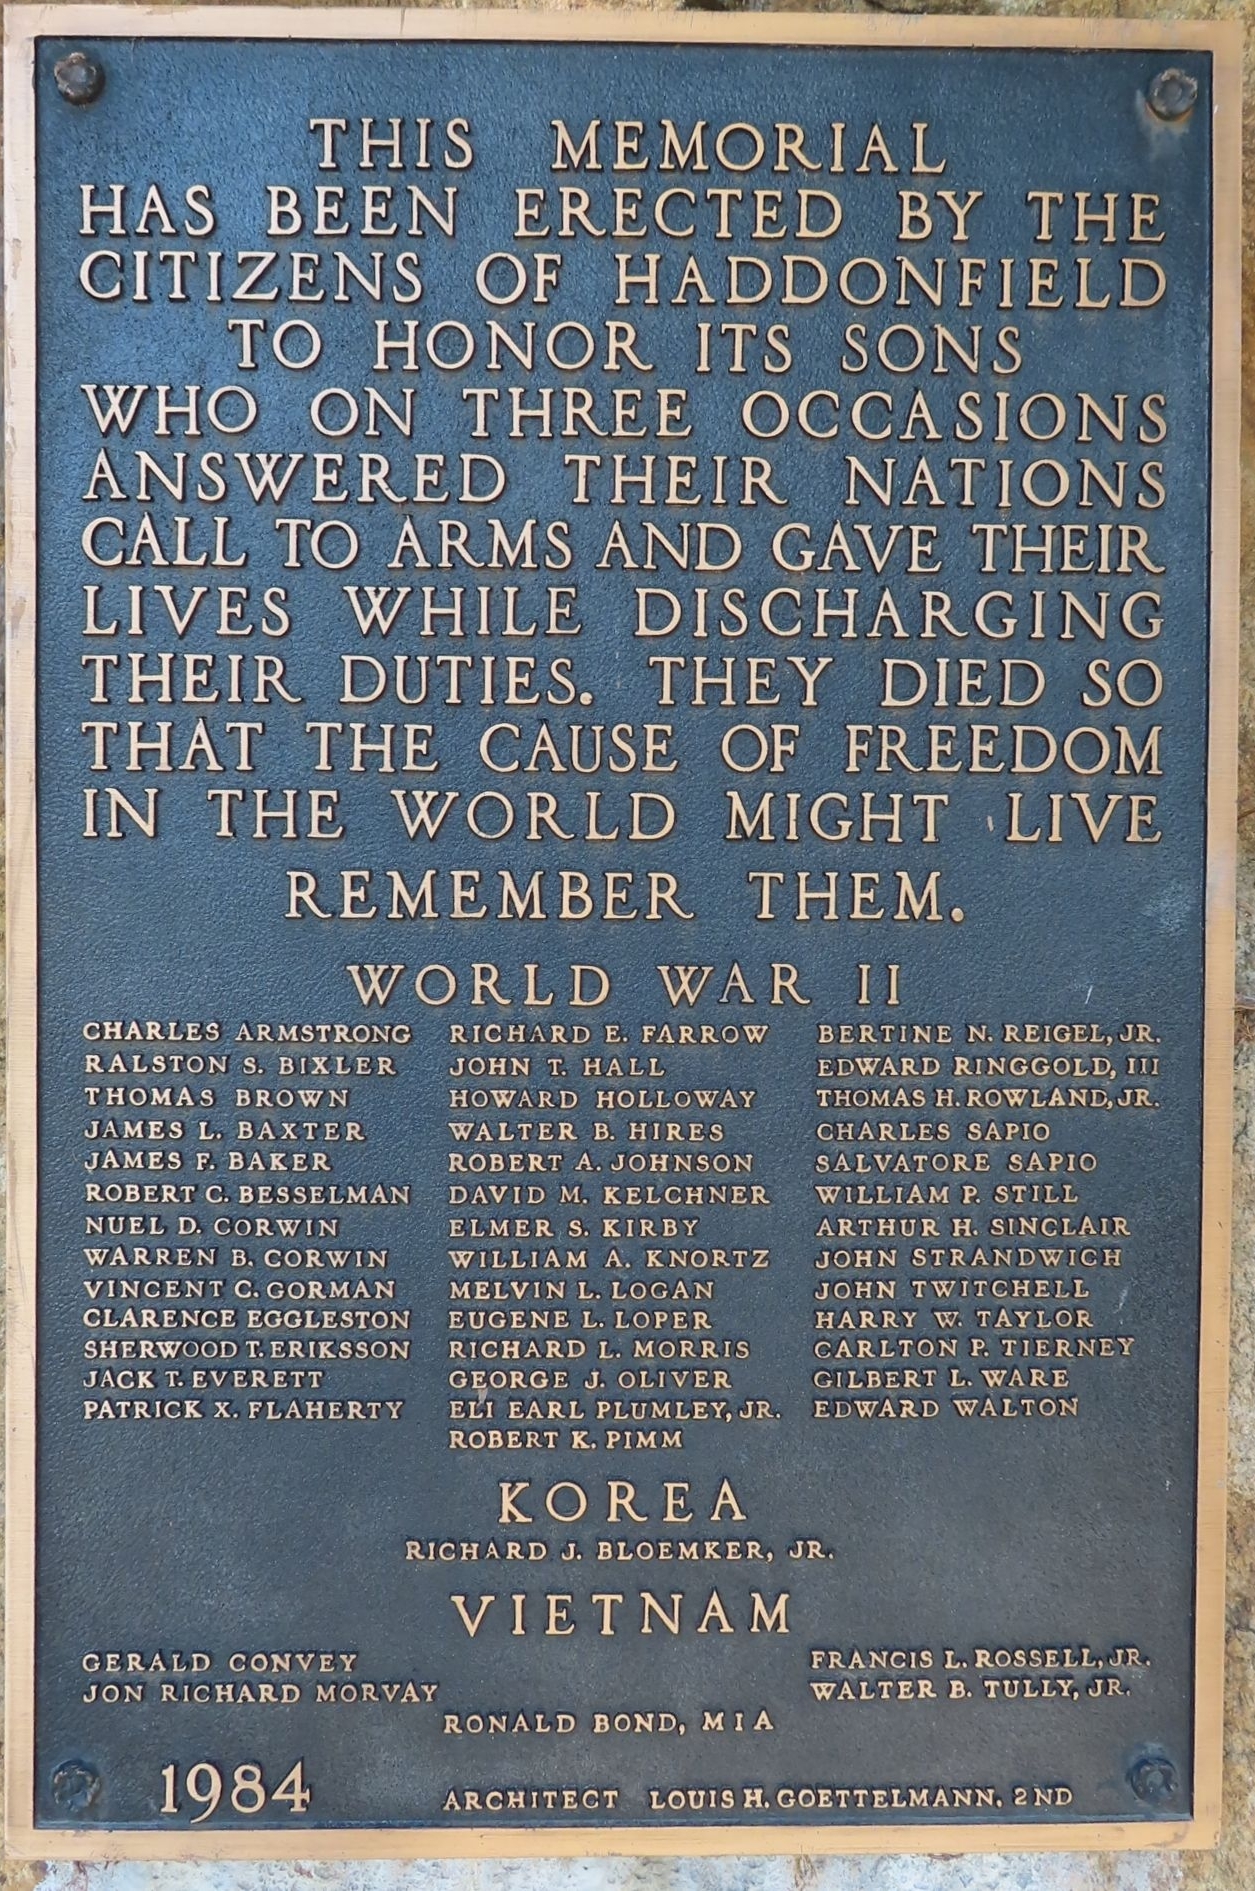 THIS MEMORIAL
HAS BEEN ERECTED BY THE
CITIZENS OF HADDONFIELD
TO HONOR ITS SONS
WHO ON THREE OCCASIONS
ANSWERED THEIR NATIONS
CALL TO ARMS AND GAVE THEIR
LIVES WHILE DISCHARGING
THEIR DUTIES. THEY DIED SO
THAT THE CAUSE OF FREEDOM
IN THE WORLD MIGHT LIVE
REMEMBER THEM.
WORLD WAR II
CHARLES ARMSTRONG
RALSTON S. BIXLER
THOMAS BROWN
JAMES L. BAXTER
JAMES F. BAKER
ROBERT C. BESSELMAN
NUEL D. CORWIN
WARREN B. CORWIN
VINCENT C. GORMAN
CLARENCE EGGLESTON
SHERWOOD T. ERIKSSON
JACK T. EVERETT
PATRICK X. FLAHERTY
RICHARD E. FARROW
JOHN T. HALL
HOWARD HOLLOWAY
WALTER B. HIRES
ROBERT A. JOHNSON
DAVID M. KELCHNER
ELMER S. KIRBY
WILLIAM A. KNORTZ
MELVIN L. LOGAN
EUGENE L. LOPER
RICHARD L. MORRIS
GEORGE J. OLIVER
ELI EARL PLUMLEY, JR.
ROBERT K. PIMM
BERTINE N. REIGEL, JR.
EDWARD RINGGOLD, III
THOMAS H. ROWLAND, JR.
CHARLES SAPIO
SALVATORE SAPIO
WILLIAM P. STILL
ARTHUR H. SINCLAIR
JOHN STRANDWICH
JOHN TWITCHELL
HARRY W. TAYLOR
CARLTON P. TIERNEY
GILBERT L. WARE
EDWARD WALTON
KOREA
RICHARD J. BLOEMKER, JR.
VIETNAM
GERALD CONVEY
JON RICHARD MORVAY
FRANCIS L. ROSSELL, JR.
WALTER B. TULLY, JR.
RONALD BOND, M I A
1984
ARCHITECT LOUIS H. GOETTELMANN, 2ND